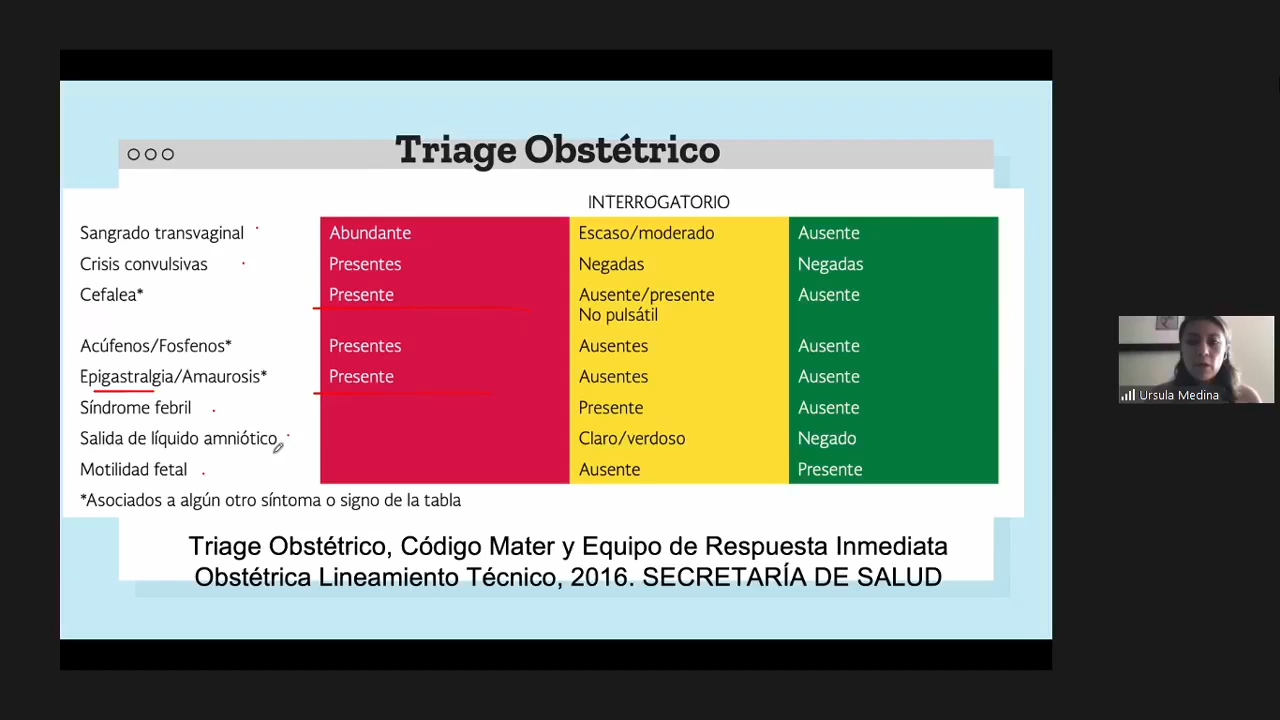 Triage Obstétrico
INTERROGATORIO
Sangrado transvaginal Abundante Escaso/moderado Ausente
Crisis convulsivas Presentes Negadas Negadas
Cefalea* Presente Ausente/presente Ausente
No pulsátil
Acúfenos/Fosfenos* Presentes Ausentes Ausente
Epigastralgia/Amaurosis* Presente Ausentes Ausente
Síndrome febril Presente Ausente
Salida de líquido amniótico Claro/verdoso Negado
Motilidad fetal Ausente Presente
*Asociados a algún otro síntoma o signo de la tabla
Triage Obstétrico, Código Mater y Equipo de Respuesta Inmediata
Obstétrica Lineamiento Técnico, 2016. SECRETARÍA DE SALUD
Ursula Medina